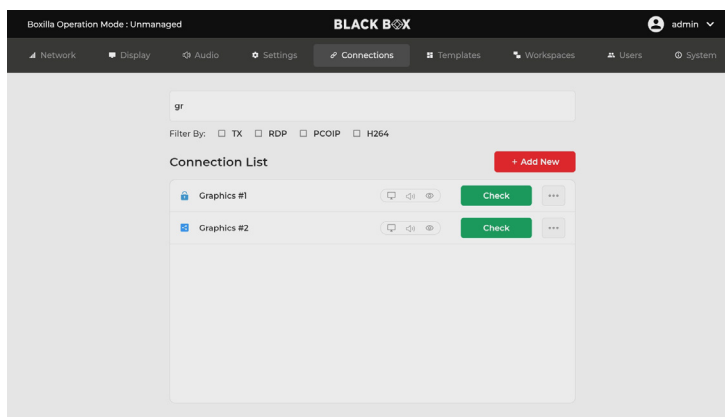 Boxilla Operation Mode : Unmanaged BLACK BOX admin
Network Display Audio Settings Connections Templates Workspaces Users System
gr
Filter By: TX RDP PCOIP H264
Connection List + Add New
Graphics #1 Check
Graphics #2 Check